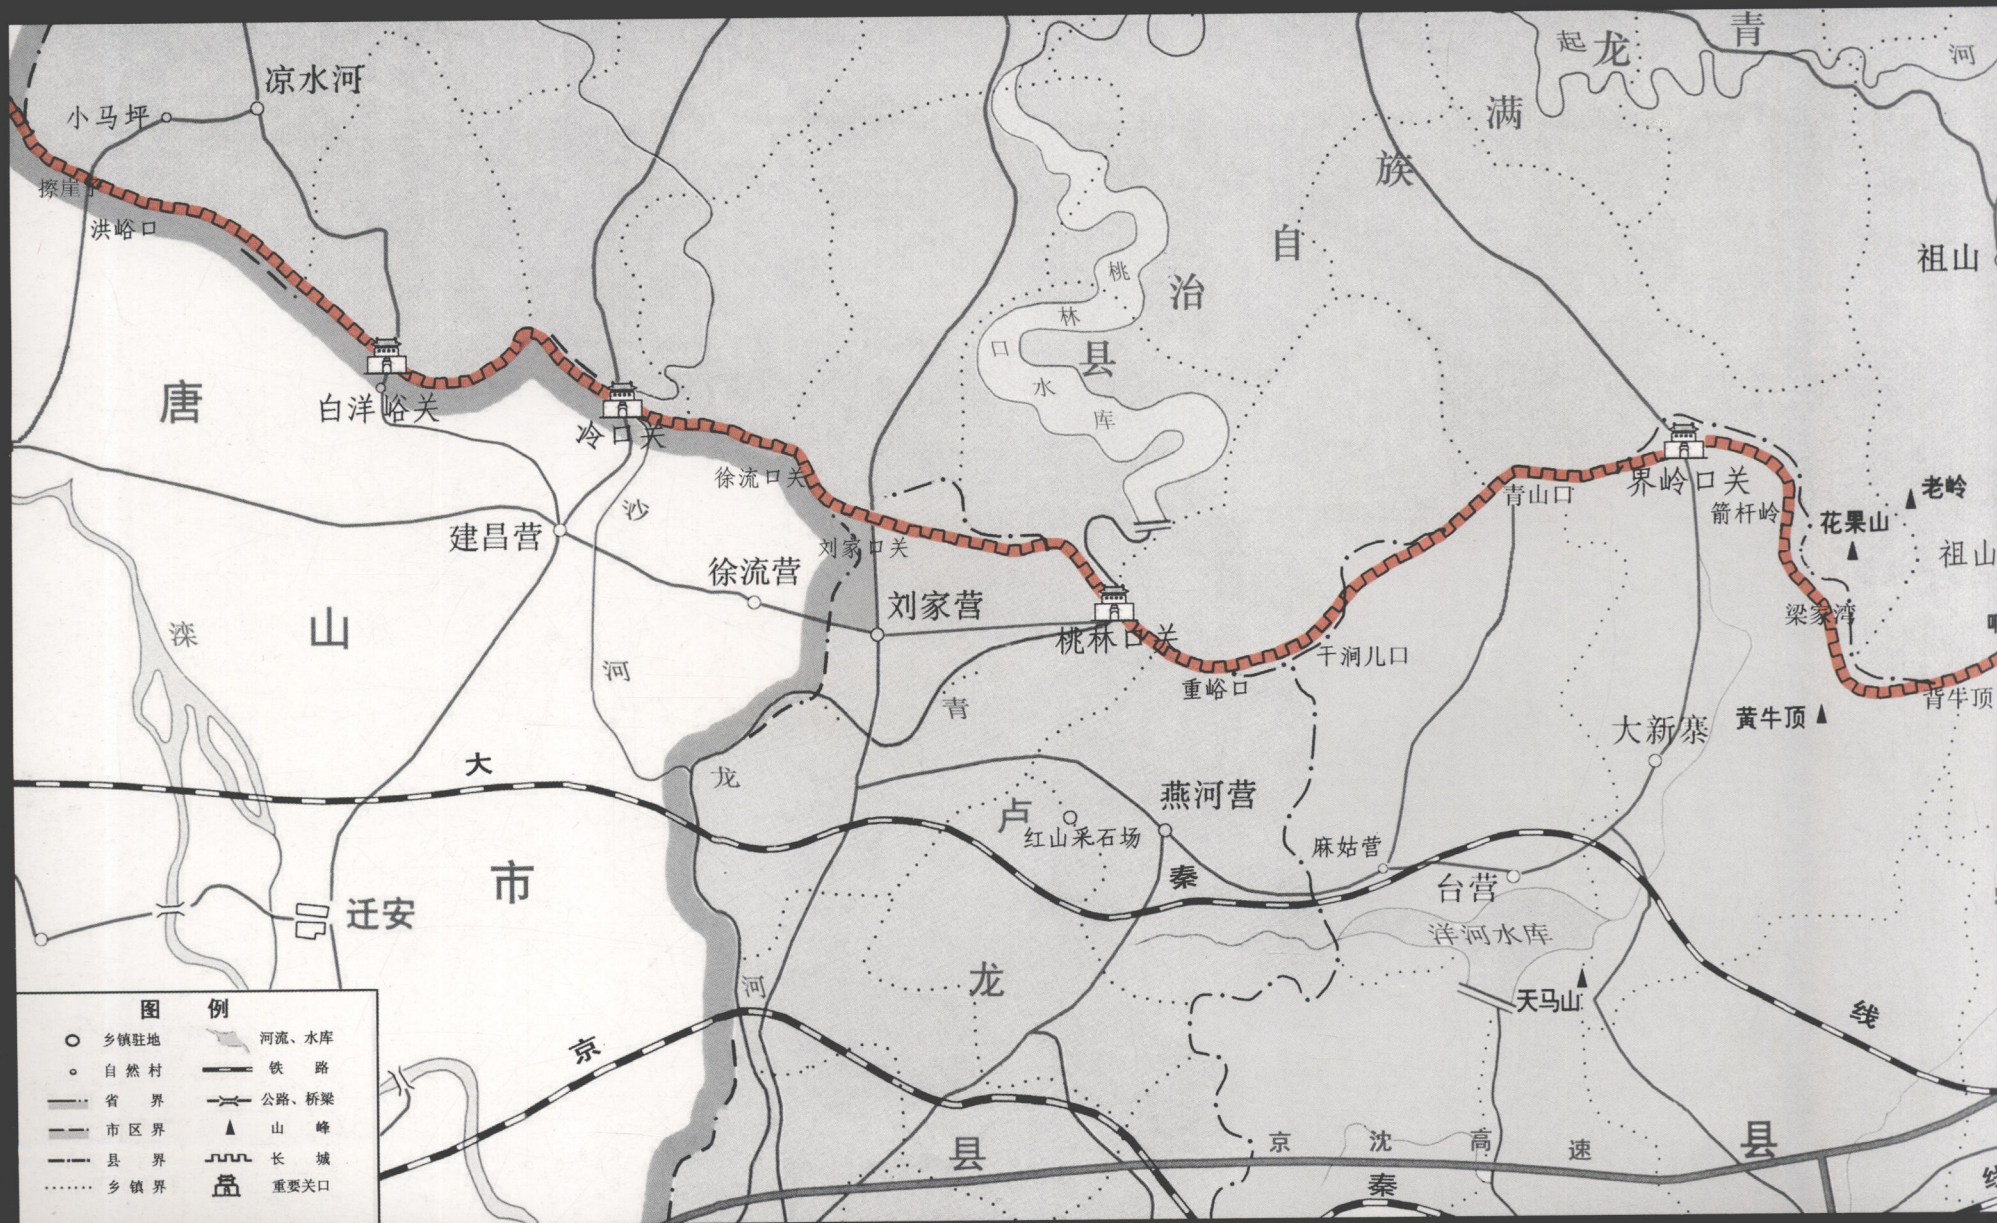 青
起
龙
河
满
凉水河
小马坪
族
擦崖子
洪峪口
自
祖山
桃
治
林
口
县
水
库
唐
白洋峪关
冷口关
徐流口关
青山口
界岭口关
箭杆岭
老岭
花果山
祖山
沙
建昌营
刘家口关
徐流营
刘家营
桃林口关
梁家湾
滦
山
河
干涧儿口
重峪口
青
背牛顶
黄牛顶
大新寨
大
龙
卢
燕河营
红山采石场
麻姑营
秦
台营
市
迁安
洋河水库
龙
河
天马山
线
京
县
京沈高速
县
秦
图例
乡镇驻地
河流、水库
自然村
铁路
省界
公路、桥梁
市区界
山峰
县界
长城
乡镇界
重要关口